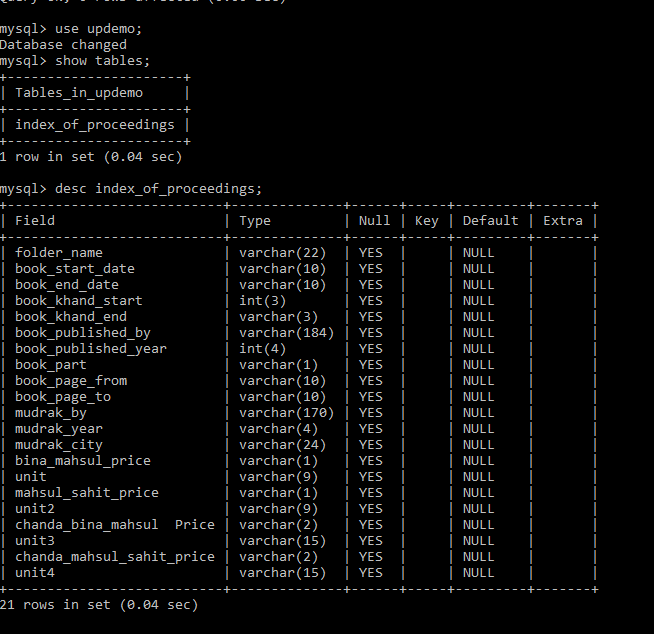 mysql> use updemo;
Database changed
mysql> show tables;
+----------------------+
| Tables_in_updemo     |
+----------------------+
| index_of_proceedings |
+----------------------+
1 row in set (0.04 sec)
mysql> desc index_of_proceedings;
+---------------------------+--------------+------+-----+---------+-------+
| Field                     | Type         | Null | Key | Default | Extra |
+---------------------------+--------------+------+-----+---------+-------+
| folder_name               | varchar(22)  | YES  |     | NULL    |       |
| book_start_date           | varchar(10)  | YES  |     | NULL    |       |
| book_end_date             | varchar(10)  | YES  |     | NULL    |       |
| book_khand_start          | int(3)       | YES  |     | NULL    |       |
| book_khand_end            | varchar(3)   | YES  |     | NULL    |       |
| book_published_by         | varchar(184) | YES  |     | NULL    |       |
| book_published_year       | int(4)       | YES  |     | NULL    |       |
| book_part                 | varchar(1)   | YES  |     | NULL    |       |
| book_page_from            | varchar(10)  | YES  |     | NULL    |       |
| book_page_to              | varchar(10)  | YES  |     | NULL    |       |
| mudrak_by                 | varchar(170) | YES  |     | NULL    |       |
| mudrak_year               | varchar(4)   | YES  |     | NULL    |       |
| mudrak_city               | varchar(24)  | YES  |     | NULL    |       |
| bina_mahsul_price         | varchar(1)   | YES  |     | NULL    |       |
| unit                      | varchar(9)   | YES  |     | NULL    |       |
| mahsul_sahit_price        | varchar(1)   | YES  |     | NULL    |       |
| unit2                     | varchar(9)   | YES  |     | NULL    |       |
| chanda_bina_mahsul  Price | varchar(2)   | YES  |     | NULL    |       |
| unit3                     | varchar(15)  | YES  |     | NULL    |       |
| chanda_mahsul_sahit_price | varchar(2)   | YES  |     | NULL    |       |
| unit4                     | varchar(15)  | YES  |     | NULL    |       |
+---------------------------+--------------+------+-----+---------+-------+
21 rows in set (0.04 sec)